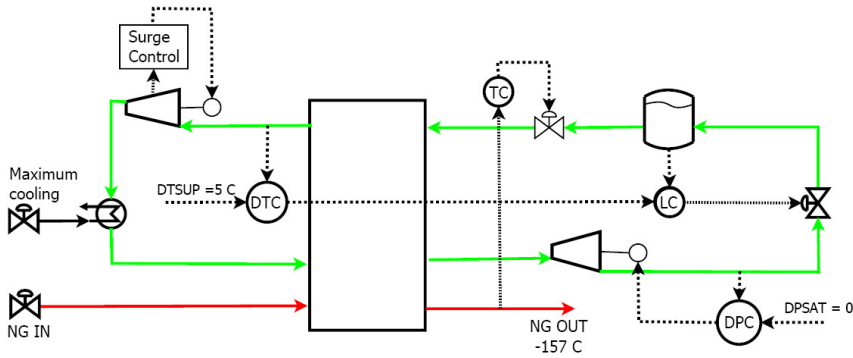 Surge
Control
TC
Maximum
cooling
DTSUP =5 C
DTC
LC
NG IN
NG OUT
-157 C
DPC
DPSAT = 0